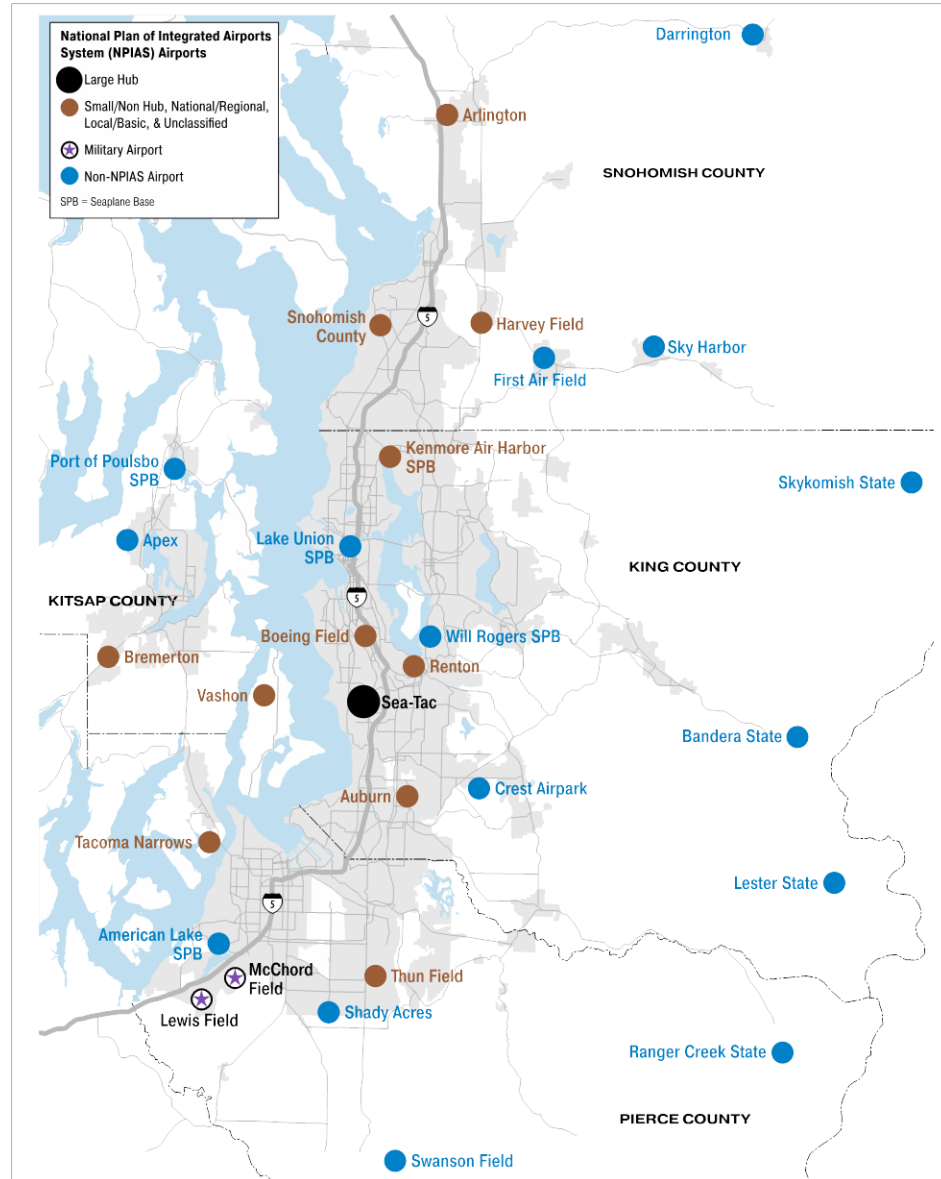 National Plan of Integrated Airports
System (NPIAS) Airports
Large Hub
Small/Non Hub, National/Regional,
Local/Basic, & Unclassified
Military Airport
Non-NPIAS Airport
SPB = Seaplane Base
Darrington
Arlington
SNOHOMISH COUNTY
5
Snohomish
County
Harvey Field
Sky Harbor
First Air Field
Kenmore Air Harbor
SPB
Port of Poulsbo
SPB
Skykomish State
Apex
Lake Union
SPB
KING COUNTY
5
KITSAP COUNTY
Boeing Field
Will Rogers SPB
Bremerton
Renton
Vashon
Sea-Tac
Bandera State
Crest Airpark
Auburn
Tacoma Narrows
Lester State
5
American Lake
SPB
McChord
Field
Thun Field
Lewis Field
Shady Acres
Ranger Creek State
PIERCE COUNTY
Swanson Field